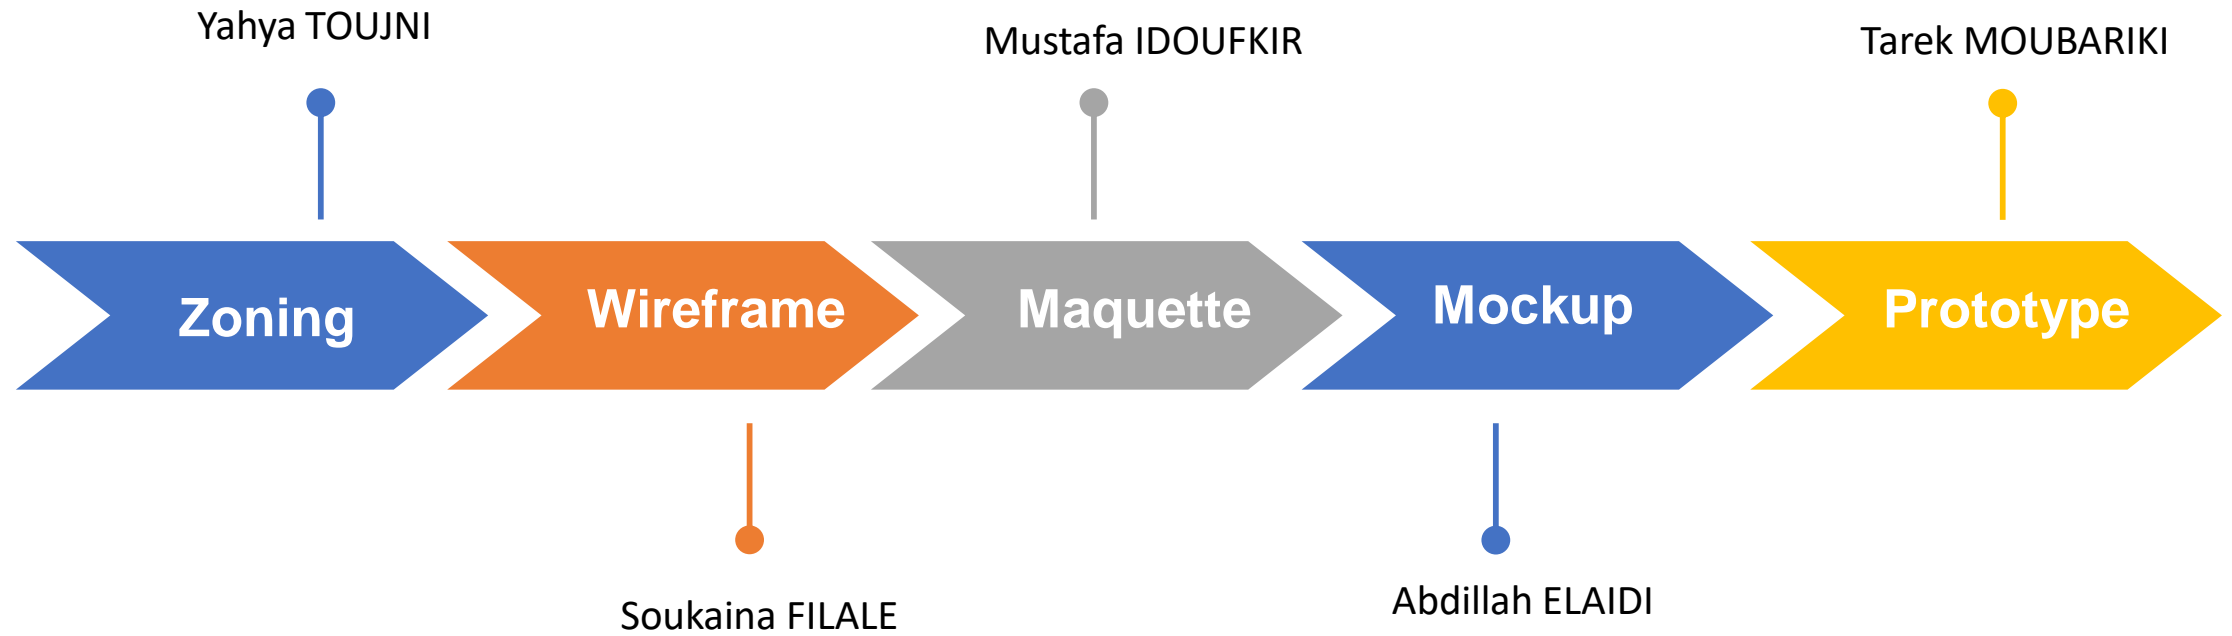 Yahya TOUJNI
Mustafa IDOUFKIR
Tarek MOUBARIKI
Zoning
Wireframe
Maquette
Mockup
Prototype
Soukaina FILALE
Abdillah ELAIDI